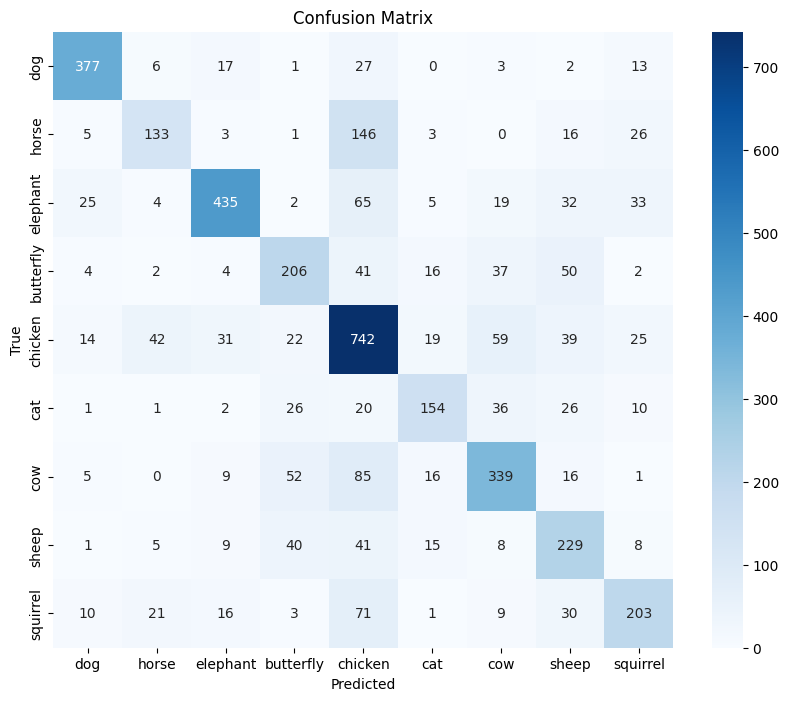 Confusion Matrix
dog 377 6 17 1 27 0 3 2 13
horse 5 133 3 1 146 3 0 16 26
elephant 25 4 435 2 65 5 19 32 33
butterfly 4 2 4 206 41 16 37 50 2
chicken 14 42 31 22 742 19 59 39 25
cat 1 1 2 26 20 154 36 26 10
cow 5 0 9 52 85 16 339 16 1
sheep 1 5 9 40 41 15 8 229 8
squirrel 10 21 16 3 71 1 9 30 203
True
dog horse elephant butterfly chicken cat cow sheep squirrel
Predicted
700
600
500
400
300
200
100
0